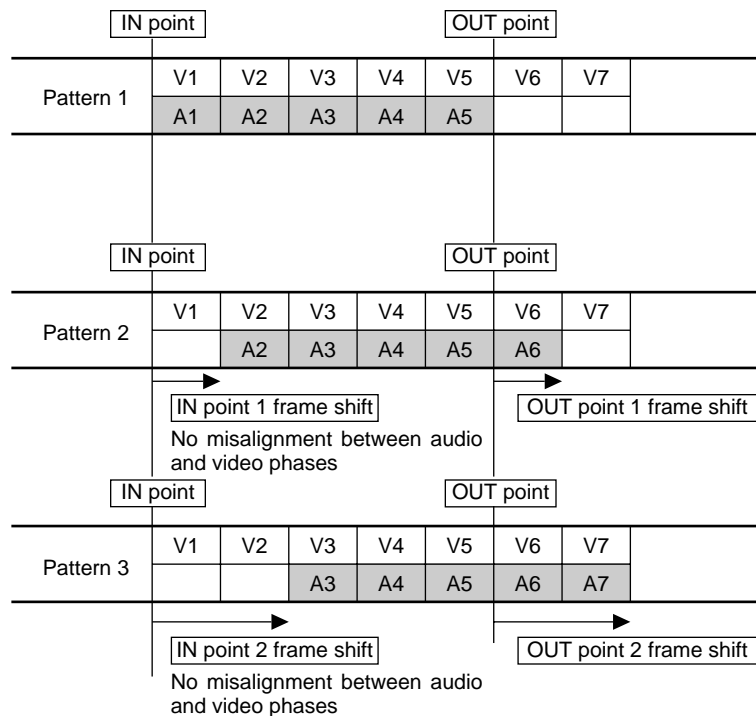 IN point OUT point
Pattern 1 V1 V2 V3 V4 V5 V6 V7
A1 A2 A3 A4 A5
IN point OUT point
Pattern 2 V1 V2 V3 V4 V5 V6 V7
A2 A3 A4 A5 A6
IN point 1 frame shift OUT point 1 frame shift
No misalignment between audio
and video phases
IN point OUT point
Pattern 3 V1 V2 V3 V4 V5 V6 V7
A3 A4 A5 A6 A7
IN point 2 frame shift OUT point 2 frame shift
No misalignment between audio
and video phases